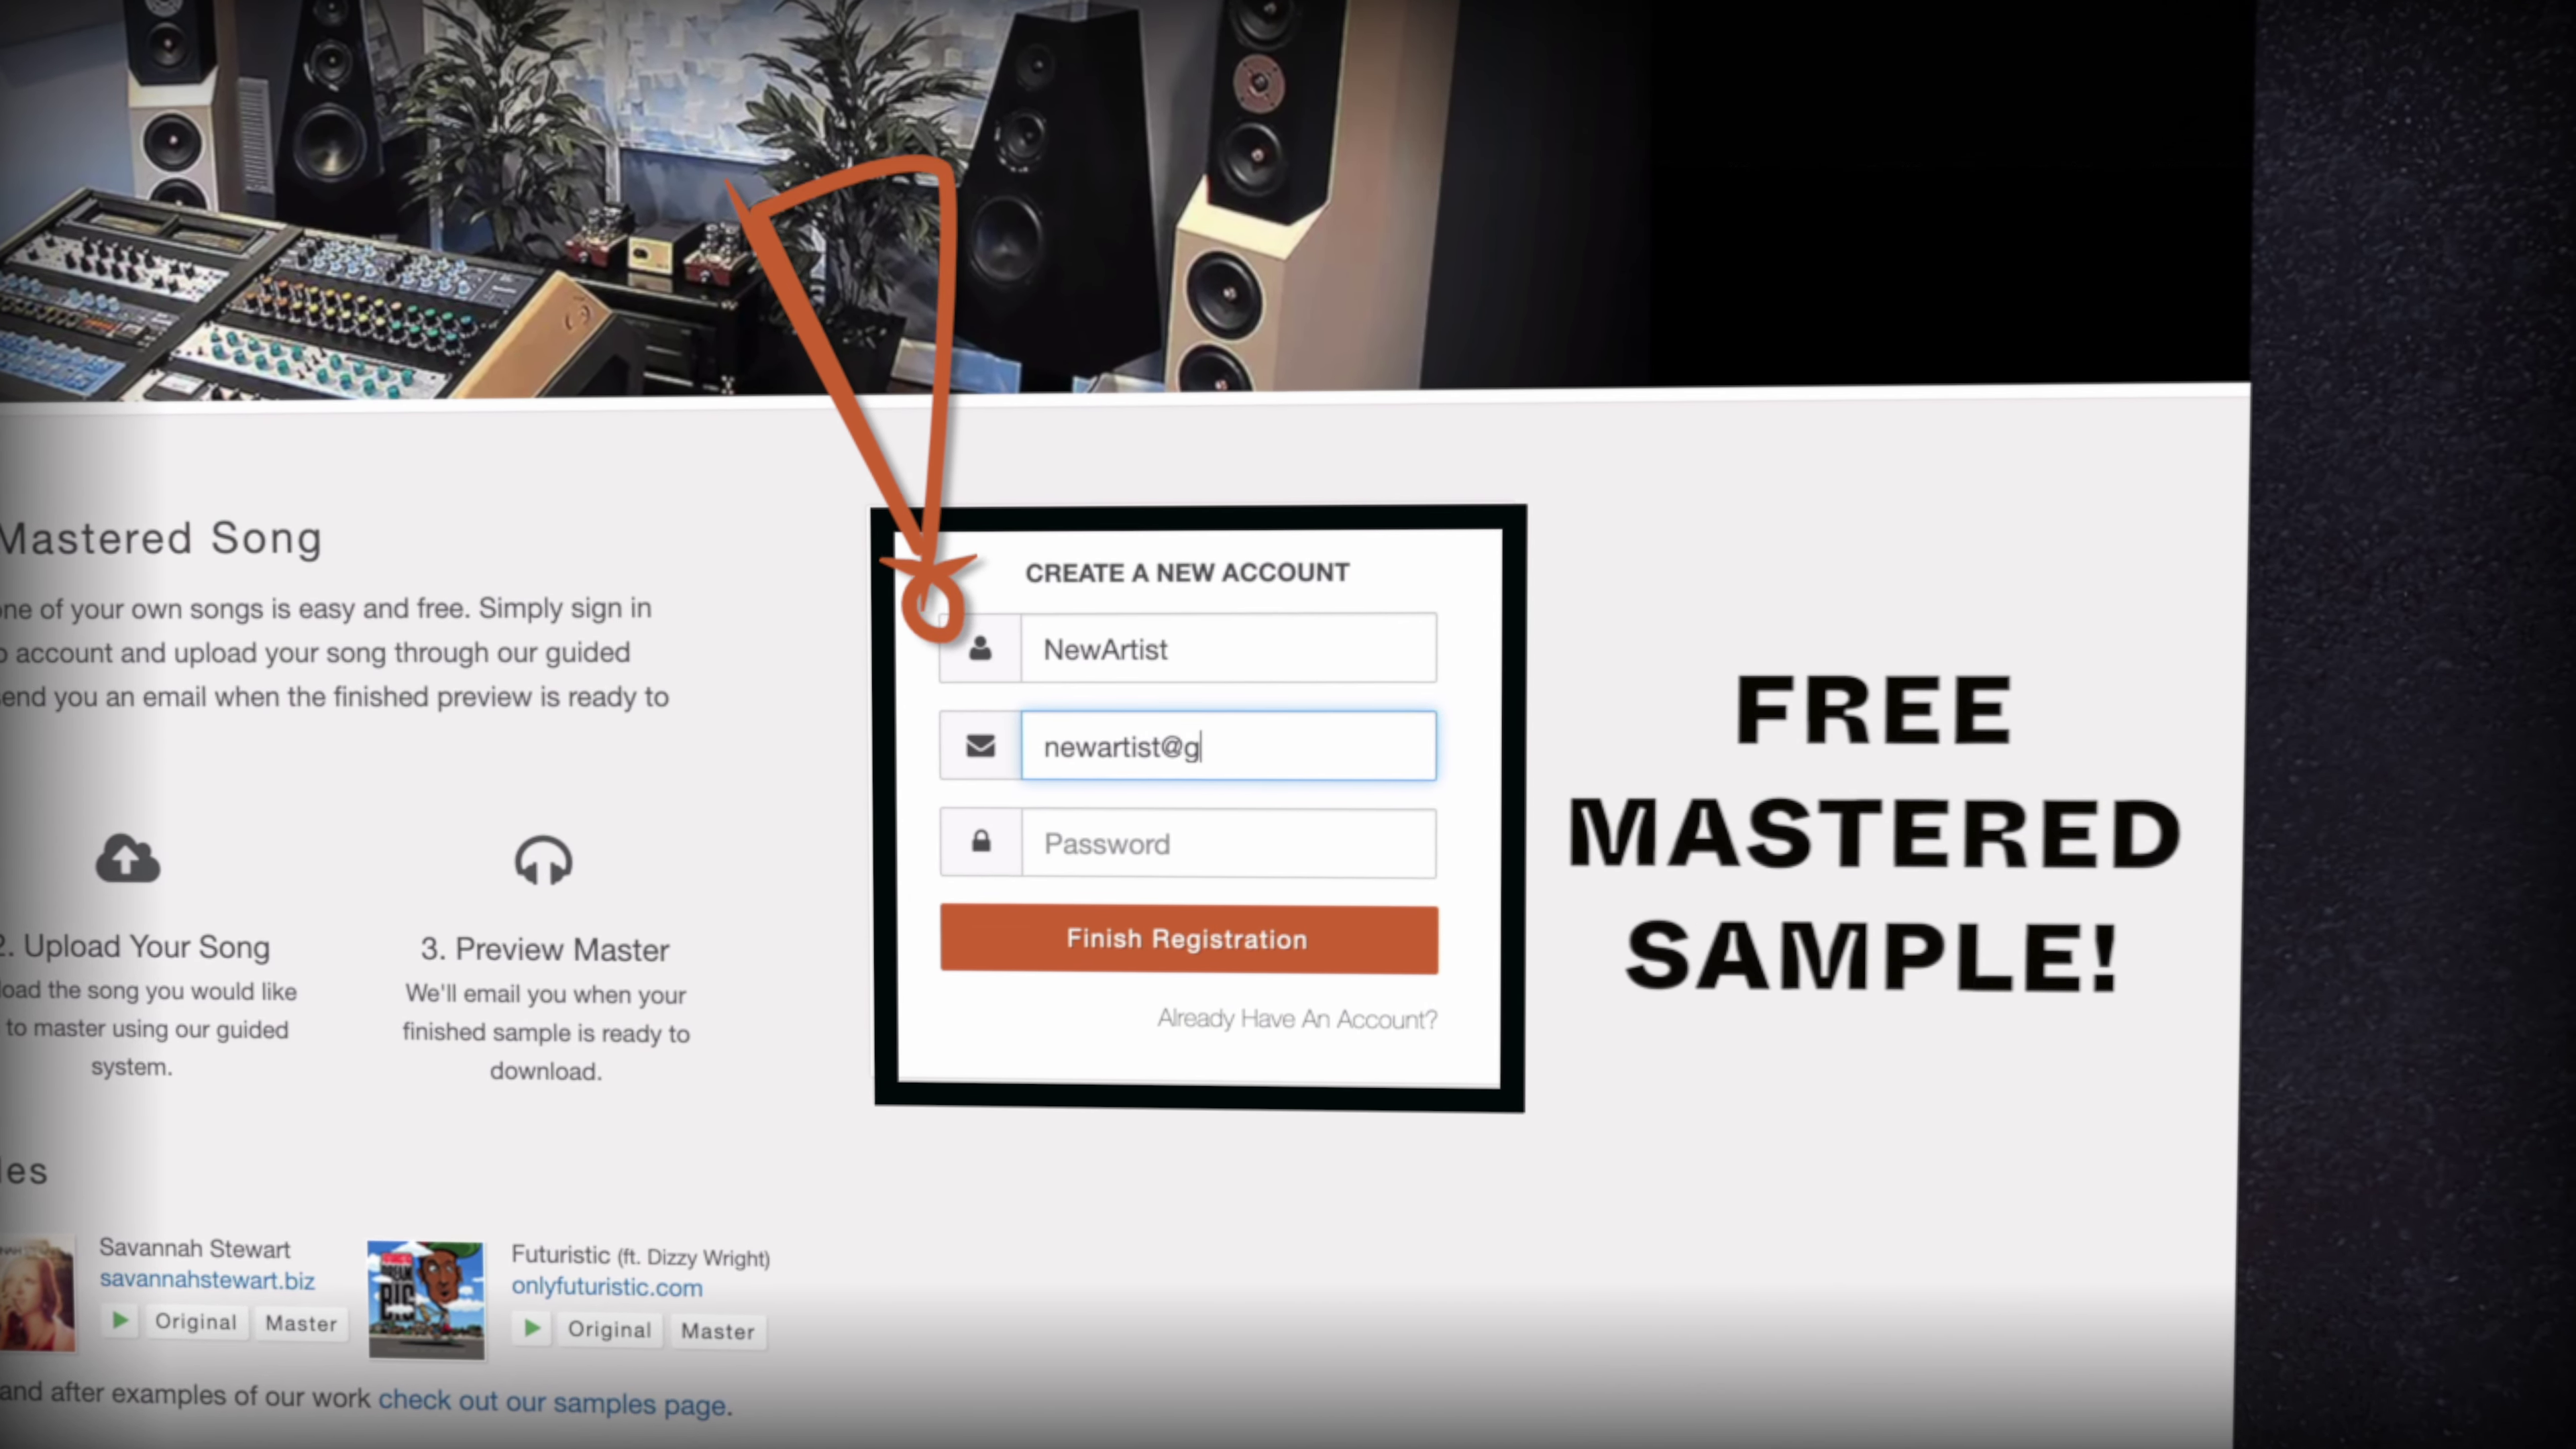 Mastered Song
of your own songs is easy and free. Simply sign in
account and upload your song through our guided
you an email when the finished preview is ready to
2. Upload Your Song
the song you would like
to master using our guided
system.
3. Preview Master
We'll email you when your
finished sample is ready to
download.
CREATE A NEW ACCOUNT
NewArtist
newartist@g
Password
Finish Registration
Already Have An Account?
FREE
MASTERED
SAMPLE!
Savannah Stewart
savannahstewart.biz
Original Master
DREAM
BIG
Futuristic (ft. Dizzy Wright)
onlyfuturistic.com
Original Master
and after examples of our work check out our samples page.